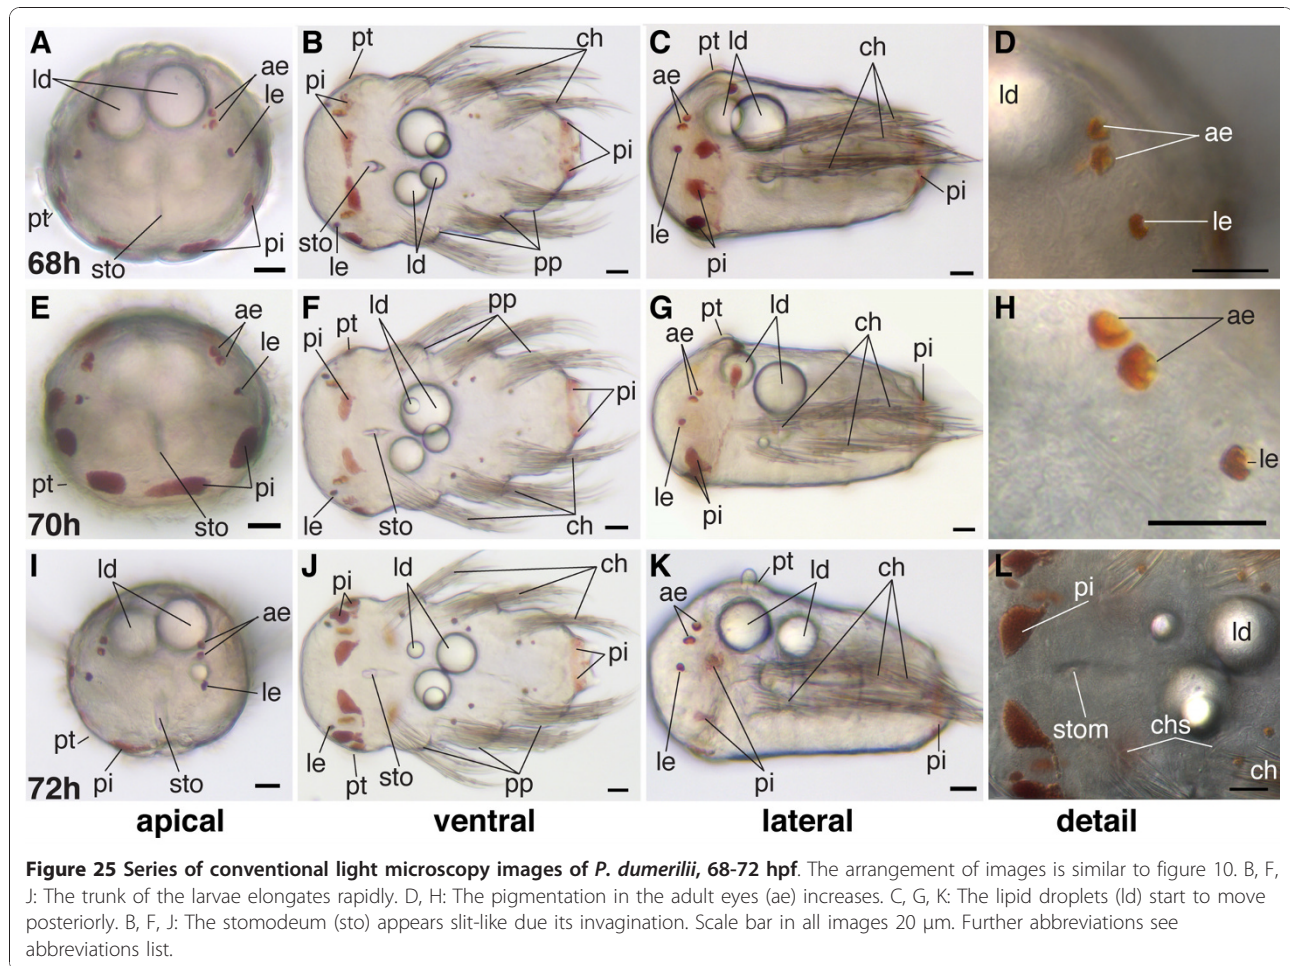 A
ld
ae
le
pt
pi
sto
68h
B
pt
ch
pi
pi
sto
le
ld
pp
C
pt ld
ch
ae
le
pi
pi
D
ld
ae
le
E
ae
le
pt
pi
sto
70h
F
ld
pp
pt
pi
pi
le
sto
ch
G
pt
ld
ch
ae
pi
le
pi
H
ae
le
I
ld
ae
le
pt
pi
sto
72h
J
pi
ld
ch
pi
le
pt
sto
pp
K
pt
ld
ch
ae
le
pi
pi
L
pi
ld
stom
chs
ch
apical
ventral
lateral
detail
Figure 25 Series of conventional light microscopy images of P. dumerilii, 68-72 hpf. The arrangement of images is similar to figure 10. B, F,
J: The trunk of the larvae elongates rapidly. D, H: The pigmentation in the adult eyes (ae) increases. C, G, K: The lipid droplets (ld) start to move
posteriorly. B, F, J: The stomodeum (sto) appears slit-like due its invagination. Scale bar in all images 20 μm. Further abbreviations see
abbreviations list.